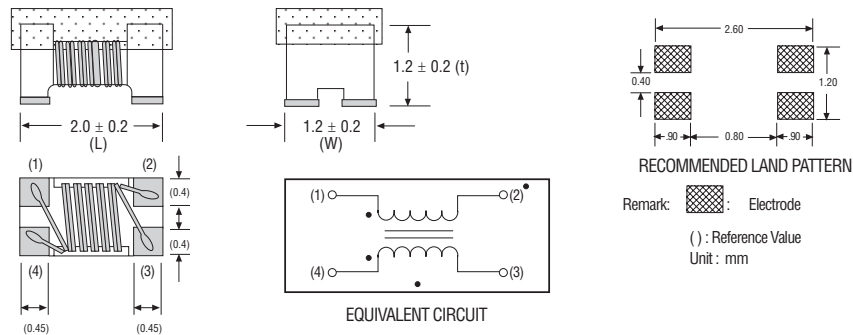 1.2 ± 0.2 (t)
2.0 ± 0.2
(L)
1.2 ± 0.2
(W)
2.60
0.40
1.20
.90
0.80
.90
RECOMMENDED LAND PATTERN
(1)
(2)
(0.4)
(0.4)
(4)
(3)
(0.45)
(0.45)
(1)
(2)
(4)
(3)
EQUIVALENT CIRCUIT
Remark: : Electrode
( ) : Reference Value
Unit : mm